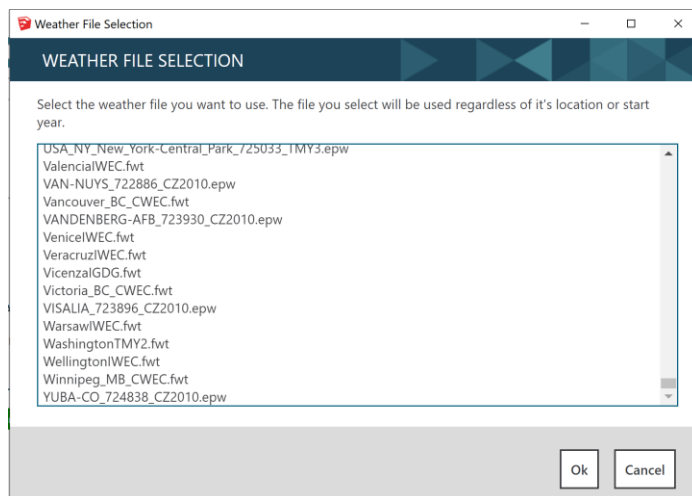 Weather File Selection
WEATHER FILE SELECTION
Select the weather file you want to use. The file you select will be used regardless of it's location or start
year.
USA_NY_New_York-Central_Park_725033_TMY3.epw
ValenciaIWEC.fwt
VAN-NUYS_722886_CZ2010.epw
Vancouver_BC_CWEC.fwt
VANDENBERG-AFB_723930_CZ2010.epw
VeniceIWEC.fwt
VeracruzIWEC.fwt
VicenzaIGDG.fwt
Victoria_BC_CWEC.fwt
VISALIA_723896_CZ2010.epw
WarsawIWEC.fwt
WashingtonTMY2.fwt
WellingtonIWEC.fwt
Winnipeg_MB_CWEC.fwt
YUBA-CO_724838_CZ2010.epw
Ok
Cancel